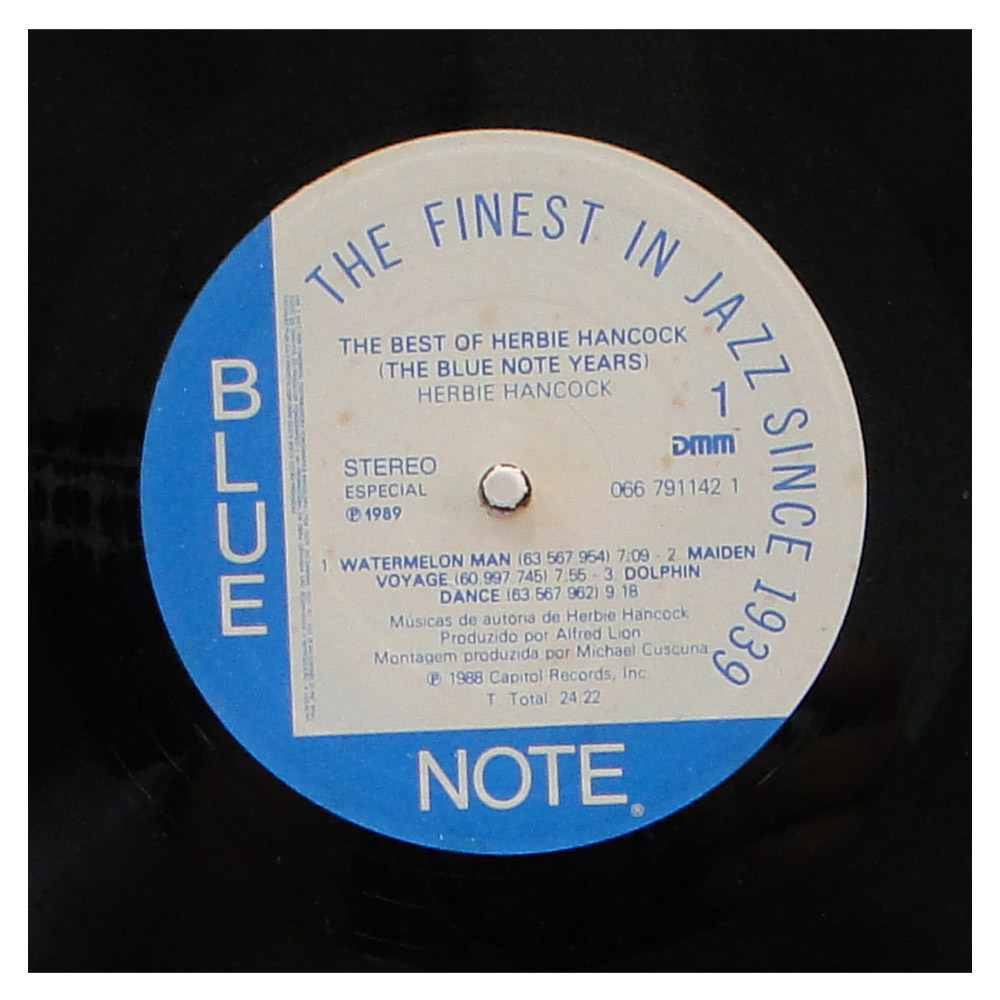 THE FINEST IN JAZZ SINCE 1939
THE BEST OF HERBIE HANCOCK
(THE BLUE NOTE YEARS)
HERBIE HANCOCK
1
DMM
STEREO
ESPECIAL
℗ 1989
066 791142 1
1. WATERMELON MAN (63 567 954) 7:09 - 2. MAIDEN
VOYAGE (60 997 745) 7:55 - 3. DOLPHIN
DANCE (63 567 962) 9 18
Músicas de autoria de Herbie Hancock
Produzido por Alfred Lion
Montagem produzida por Michael Cuscuna
℗ 1988 Capitol Records, Inc
T Total 24:22
BLUE
NOTE®